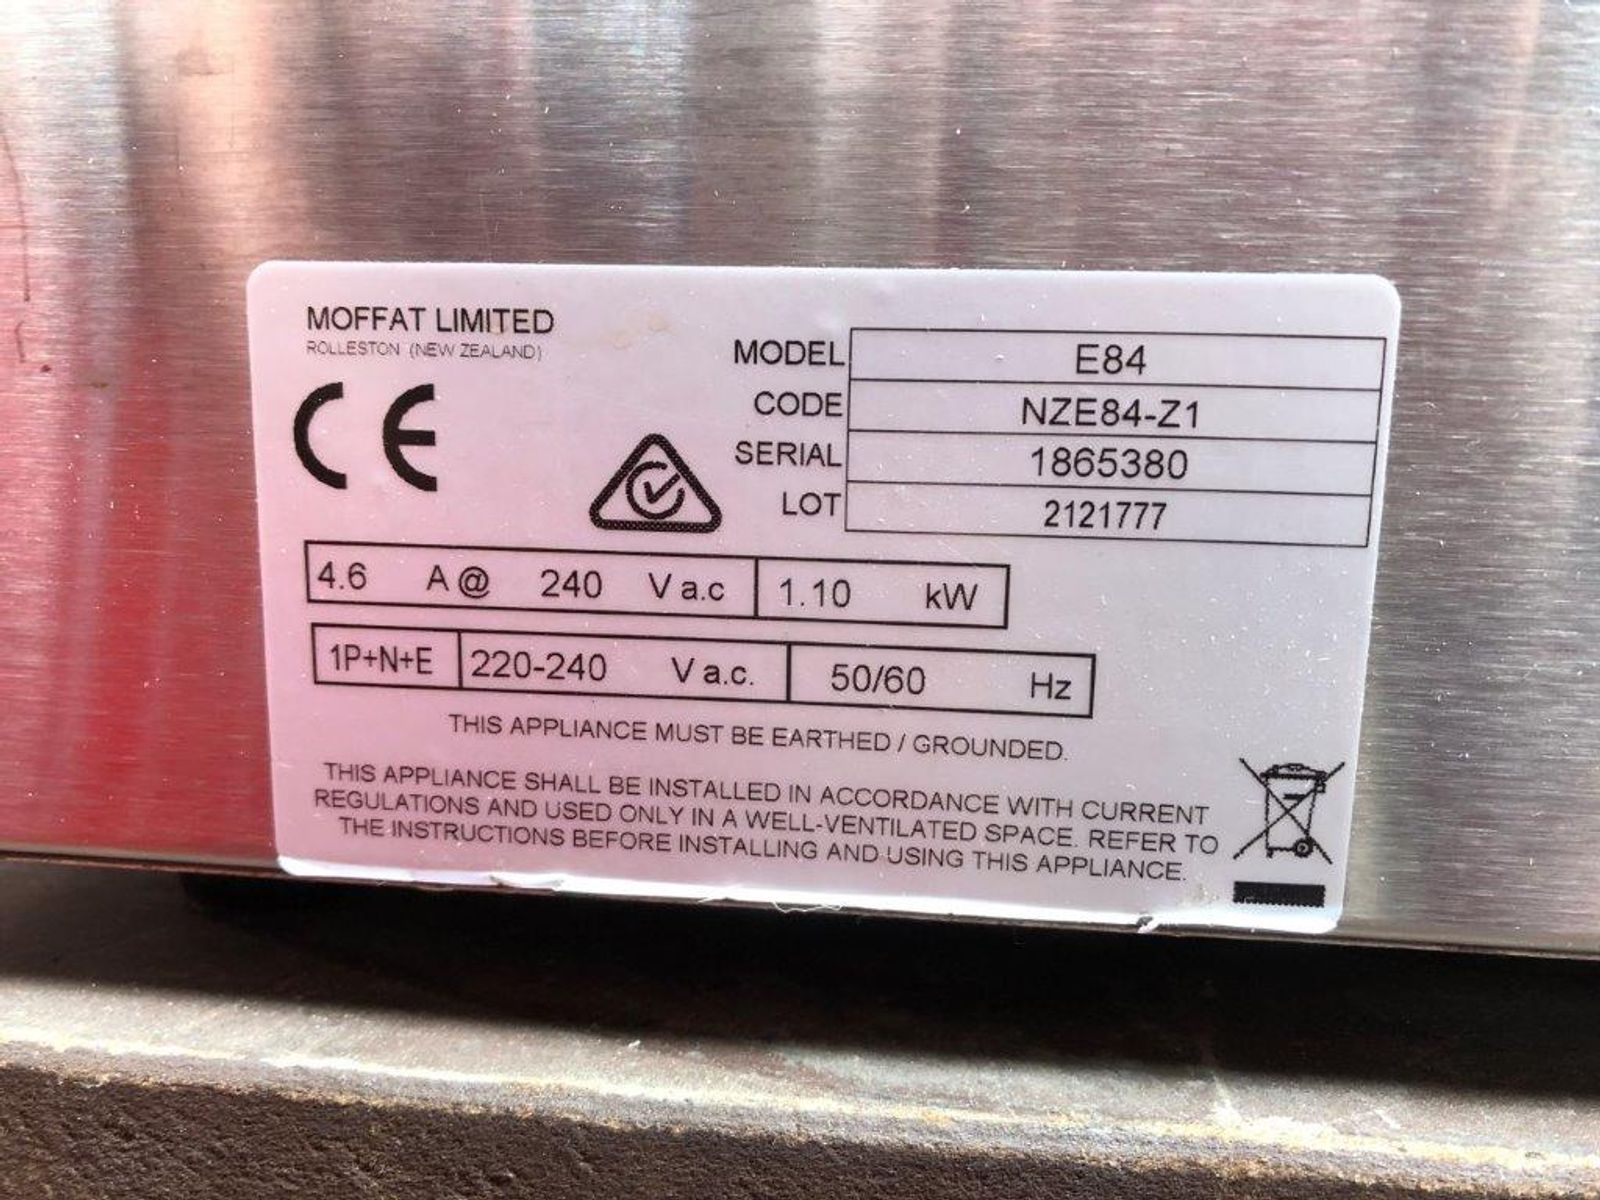 MOFFAT LIMITED
ROLLESTON (NEW ZEALAND)
CE
MODEL E84
CODE NZE84-Z1
SERIAL 1865380
LOT 2121777
4.6 A @ 240 V a.c 1.10 kW
1P+N+E 220-240 V a.c. 50/60 Hz
THIS APPLIANCE MUST BE EARTHED / GROUNDED.
THIS APPLIANCE SHALL BE INSTALLED IN ACCORDANCE WITH CURRENT
REGULATIONS AND USED ONLY IN A WELL-VENTILATED SPACE. REFER TO
THE INSTRUCTIONS BEFORE INSTALLING AND USING THIS APPLIANCE.